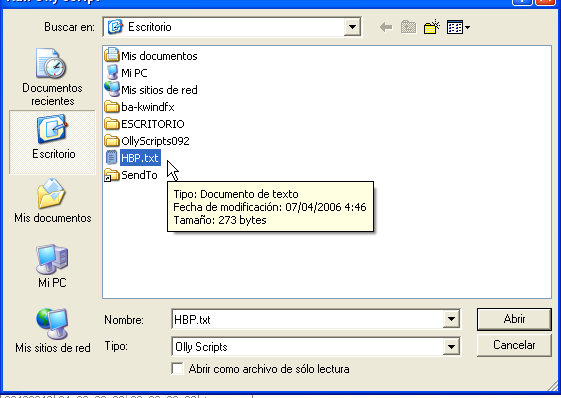 Buscar en:
Escritorio
Documentos
recientes
Escritorio
Mis documentos
Mi PC
Mis sitios de red
Mis documentos
Mi PC
Mis sitios de red
ba-kwindfx
ESCRITORIO
OllyScripts092
HBP.txt
SendTo
Tipo: Documento de texto
Fecha de modificación: 07/04/2006 4:46
Tamaño: 273 bytes
Nombre:
HBP.txt
Abrir
Tipo:
Olly Scripts
Cancelar
Abrir como archivo de sólo lectura